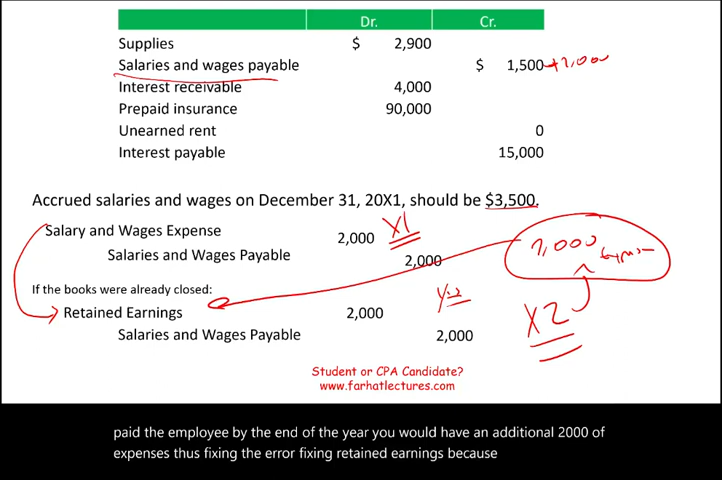 Dr. Cr.
Supplies $ 2,900
Salaries and wages payable $ 1,500 +2,000
Interest receivable 4,000
Prepaid insurance 90,000
Unearned rent 0
Interest payable 15,000
Accrued salaries and wages on December 31, 20X1, should be $3,500.
Salary and Wages Expense 2,000 X1
Salaries and Wages Payable 2,000
2,000
If the books were already closed:
Retained Earnings 2,000
X2
Salaries and Wages Payable 2,000
Student or CPA Candidate?
www.farhatlectures.com
paid the employee by the end of the year you would have an additional 2000 of
expenses thus fixing the error fixing retained earnings because